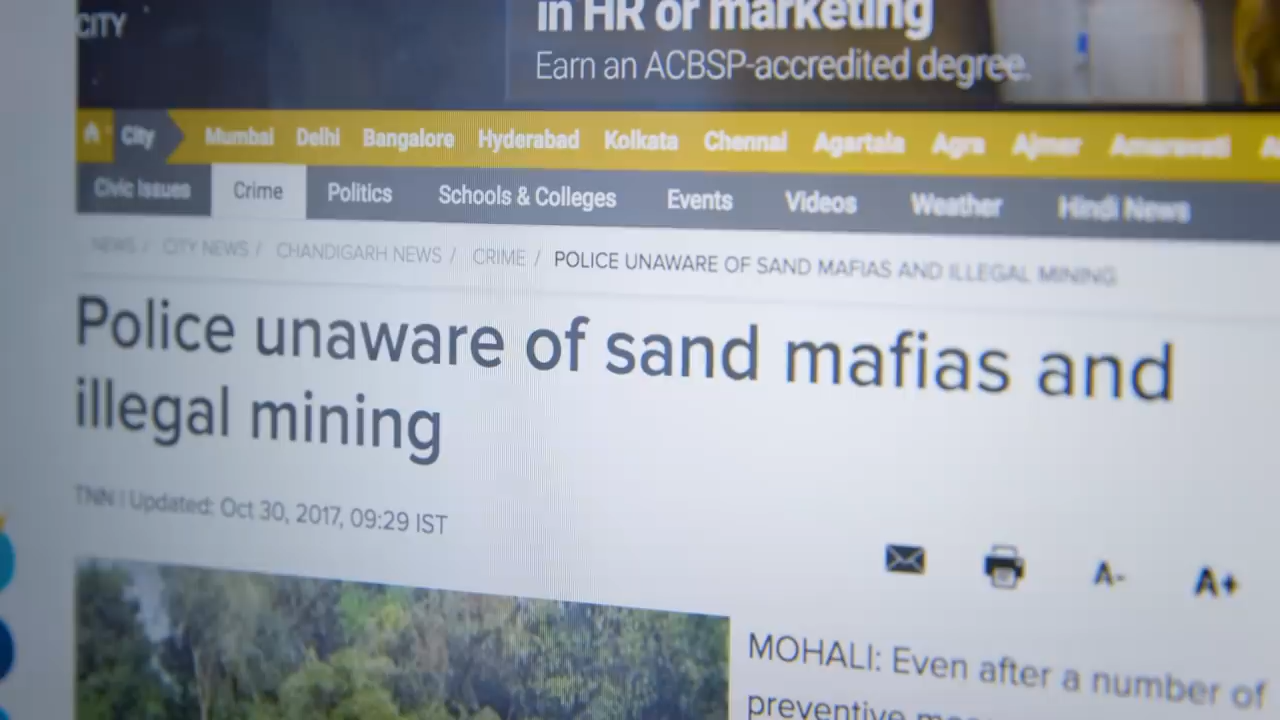 CITY
in HR or marketing
Earn an ACBSP-accredited degree.
City Mumbai Delhi Bangalore Hyderabad Kolkata Chennai Agartala Agra Ajmer Amaravati
Civic Issues Crime Politics Schools & Colleges Events Videos Weather Hindi News
NEWS / CITY NEWS / CHANDIGARH NEWS / CRIME / POLICE UNAWARE OF SAND MAFIAS AND ILLEGAL MINING
Police unaware of sand mafias and
illegal mining
TNN | Updated: Oct 30, 2017, 09:29 IST
A- A+
MOHALI: Even after a number of
preventive